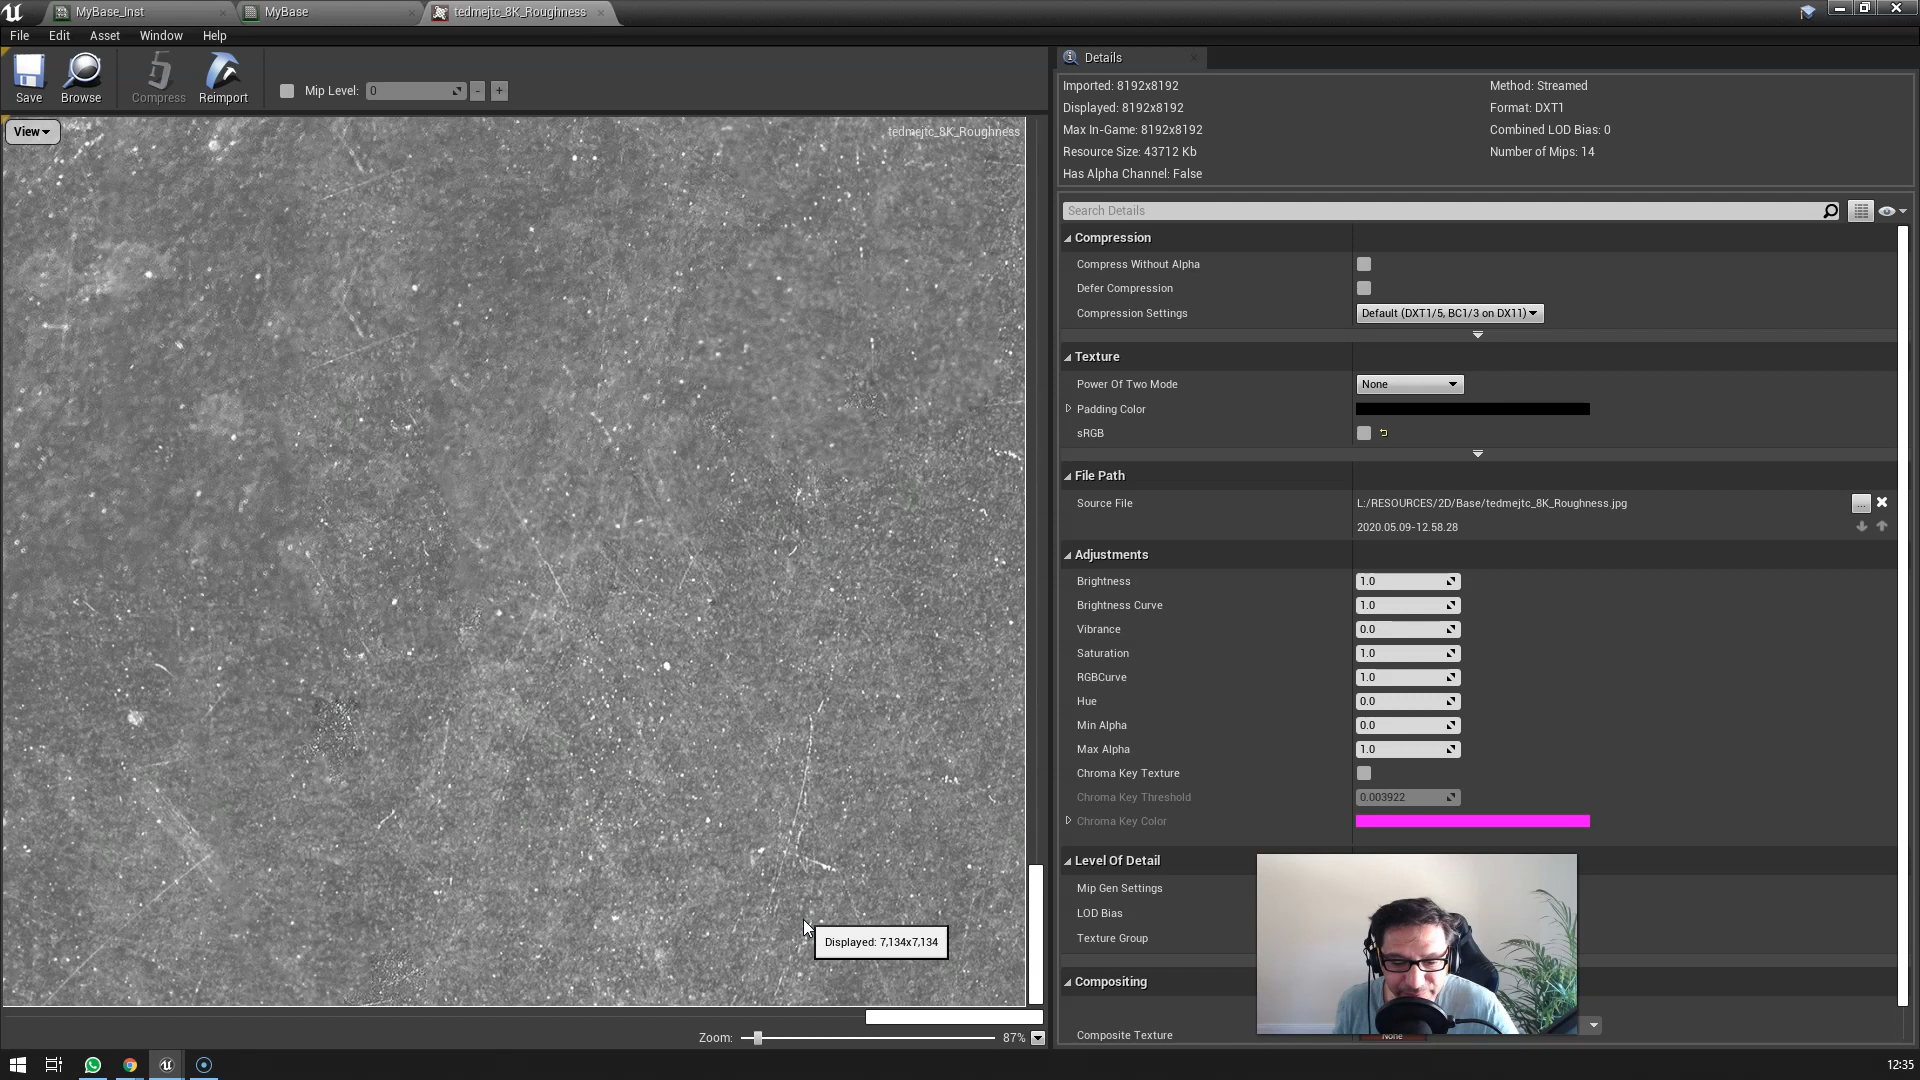 MyBase_Inst
MyBase
tedmejtc_8K_Roughness
File
Edit
Asset
Window
Help
Save
Browse
Compress
Reimport
Mip Level:
0
-
+
View
tedmejtc_8K_Roughness
Displayed: 7,134x7,134
Zoom:
87%
Details
Imported: 8192x8192
Displayed: 8192x8192
Max In-Game: 8192x8192
Resource Size: 43712 Kb
Has Alpha Channel: False
Method: Streamed
Format: DXT1
Combined LOD Bias: 0
Number of Mips: 14
Search Details
Compression
Compress Without Alpha
Defer Compression
Compression Settings
Default (DXT1/5, BC1/3 on DX11)
Texture
Power Of Two Mode
None
Padding Color
sRGB
File Path
Source File
L:/RESOURCES/2D/Base/tedmejtc_8K_Roughness.jpg
...
2020.05.09-12.58.28
Adjustments
Brightness
1.0
Brightness Curve
1.0
Vibrance
0.0
Saturation
1.0
RGBCurve
1.0
Hue
0.0
Min Alpha
0.0
Max Alpha
1.0
Chroma Key Texture
Chroma Key Threshold
0.003922
Chroma Key Color
Level Of Detail
Mip Gen Settings
LOD Bias
Texture Group
Compositing
Composite Texture
None
12:35